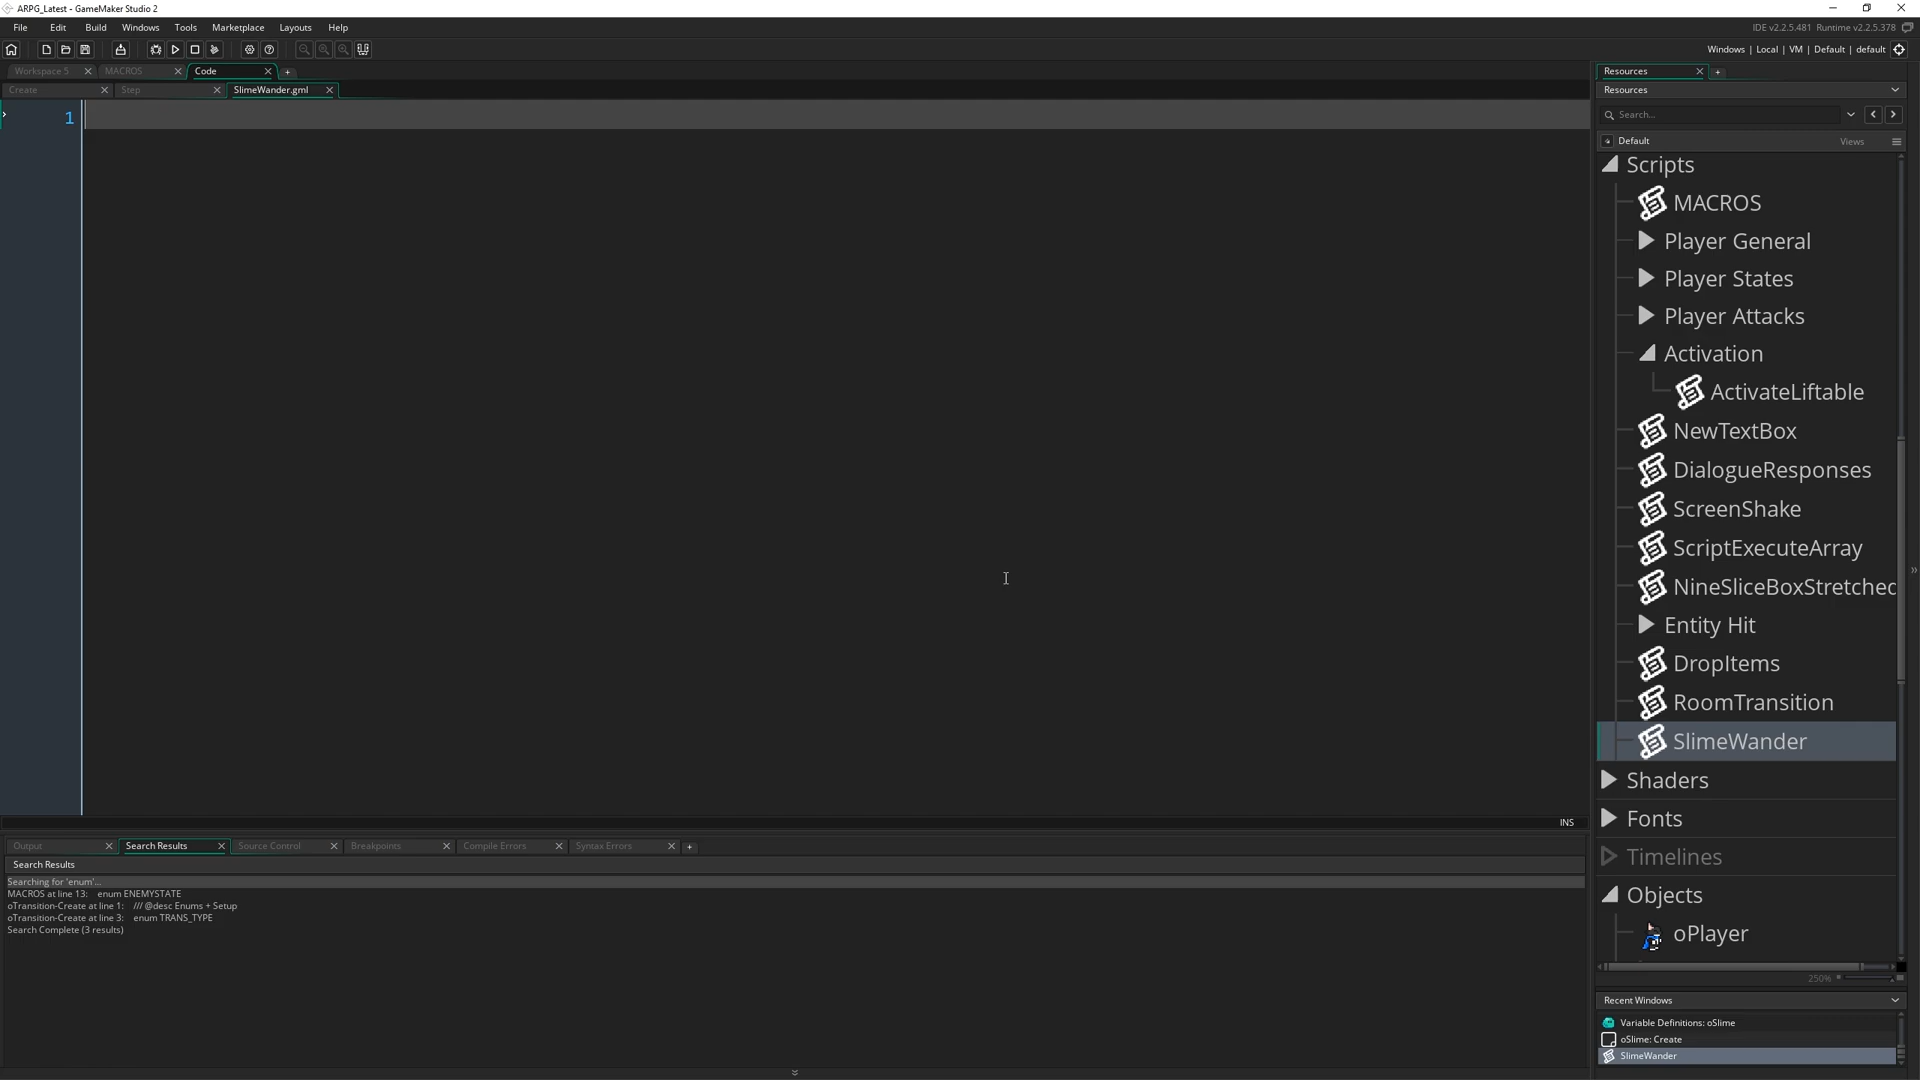 ARPG_Latest - GameMaker Studio 2
File Edit Build Windows Tools Layouts Marketplace Help
IDE v2.2.5.481 Runtime v2.2.5.378
Windows | Local | VM | Default | default
Workspace 5 MACROS Code
Create Step SlimeWander.gml
1
Resources
Resources
Search...
Default Views
Scripts
MACROS
Player General
Player States
Player Attacks
Activation
ActivateLiftable
NewTextBox
DialogueResponses
ScreenShake
ScriptExecuteArray
NineSliceBoxStretched
Entity Hit
DropItems
RoomTransition
SlimeWander
Shaders
Fonts
Timelines
Objects
oPlayer
250%
INS
Output Search Results Source Control Breakpoints Compile Errors Syntax Errors
Search Results
Searching for 'enum'...
MACROS at line 13: enum ENEMYSTATE
oTransition-Create at line 1: /// @desc Enums + Setup
oTransition-Create at line 3: enum TRANS_TYPE
Search Complete (3 results)
Recent Windows
Variable Definitions: oSlime
oSlime: Create
SlimeWander